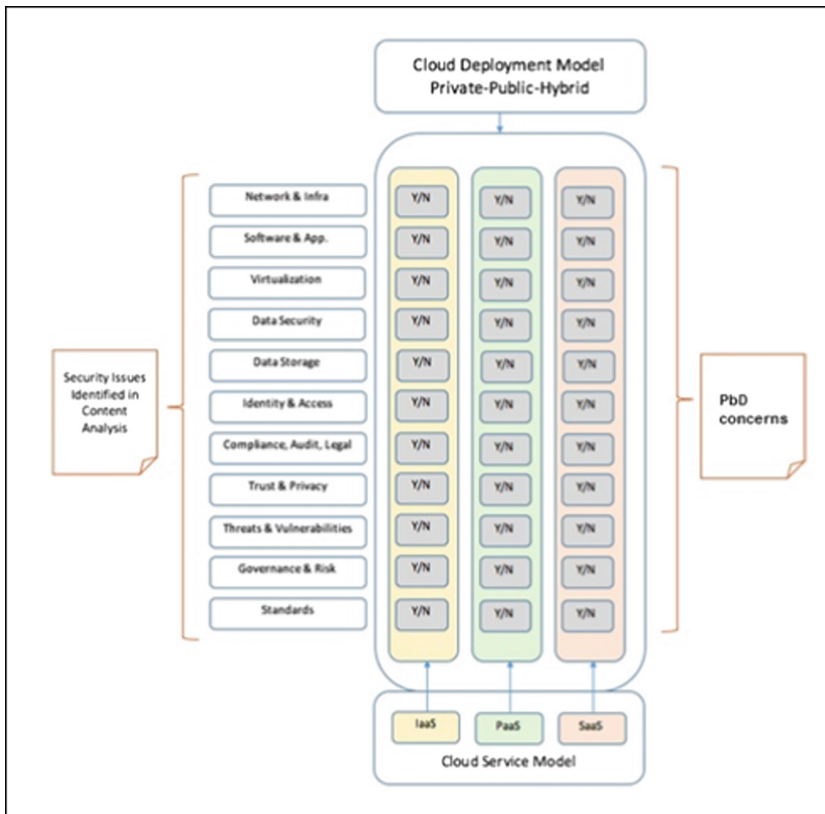 Cloud Deployment Model
Private-Public-Hybrid
Security Issues
Identified in
Content
Analysis
Network & Infra
Y/N
Y/N
Y/N
Software & App.
Y/N
Y/N
Y/N
Virtualization
Y/N
Y/N
Y/N
Data Security
Y/N
Y/N
Y/N
Data Storage
Y/N
Y/N
Y/N
Identity & Access
Y/N
Y/N
Y/N
Compliance, Audit, Legal
Y/N
Y/N
Y/N
Trust & Privacy
Y/N
Y/N
Y/N
Threats & Vulnerabilities
Y/N
Y/N
Y/N
Governance & Risk
Y/N
Y/N
Y/N
Standards
Y/N
Y/N
Y/N
PbD
concerns
IaaS
PaaS
SaaS
Cloud Service Model